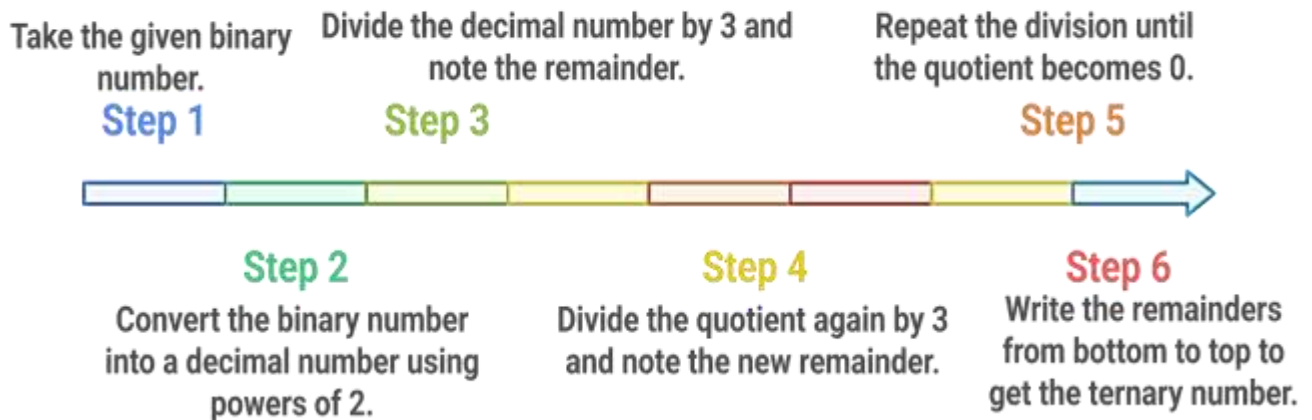 Take the given binary
number.
Step 1
Divide the decimal number by 3 and
note the remainder.
Step 3
Repeat the division until
the quotient becomes 0.
Step 5
Step 2
Convert the binary number
into a decimal number using
powers of 2.
Step 4
Divide the quotient again by 3
and note the new remainder.
Step 6
Write the remainders
from bottom to top to
get the ternary number.